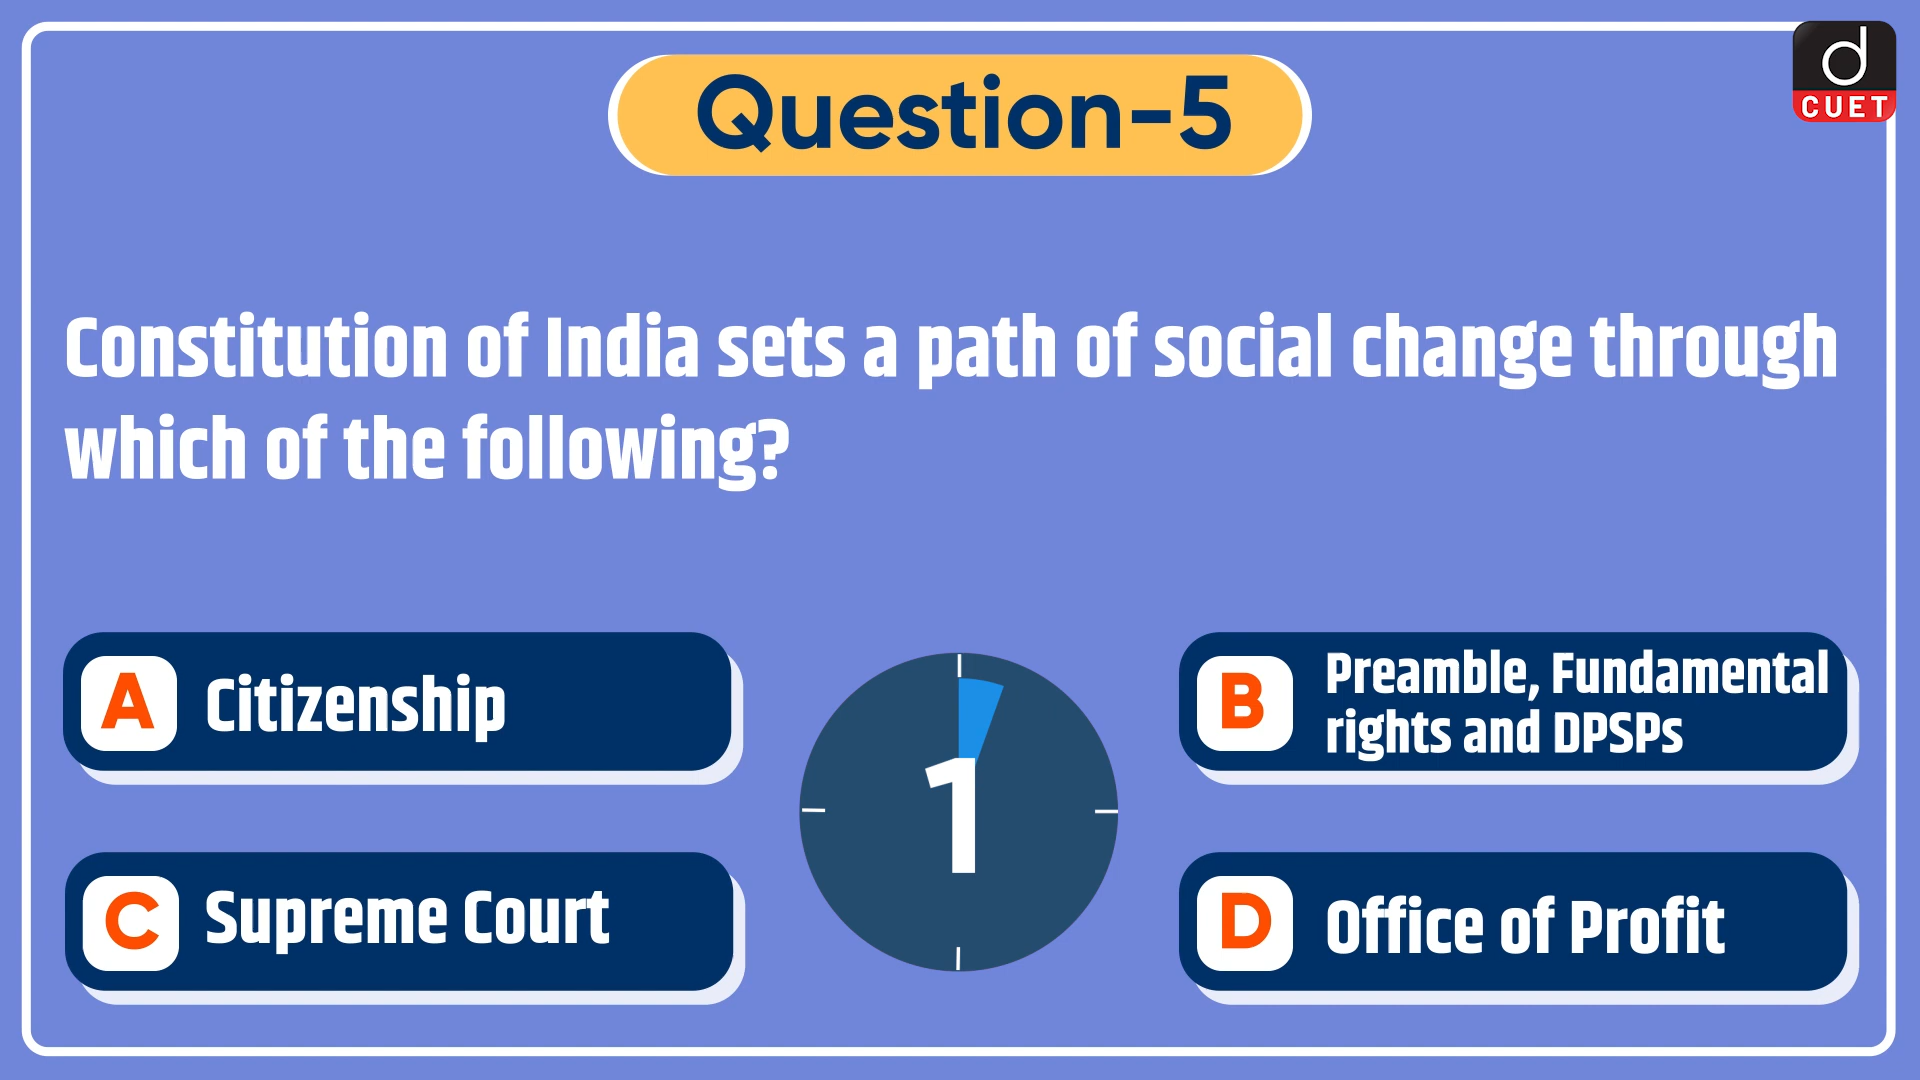 d
CUET
Question-5
Constitution of India sets a path of social change through
which of the following?
A Citizenship
B Preamble, Fundamental
rights and DPSPs
1
C Supreme Court
D Office of Profit